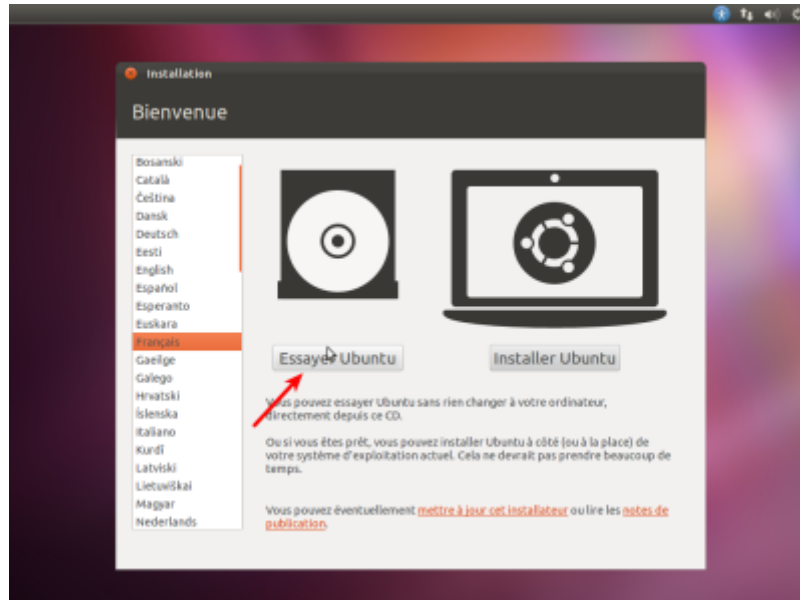 Installation
Bienvenue
Bosanski
Català
Čeština
Dansk
Deutsch
Eesti
English
Español
Esperanto
Euskara
Français
Gaeilge
Galego
Hrvatski
Íslenska
Italiano
Kurdî
Latviski
Lietuviškai
Magyar
Nederlands
Essayer Ubuntu
Installer Ubuntu
Vous pouvez essayer Ubuntu sans rien changer à votre ordinateur,
directement depuis ce CD.
Ou si vous êtes prêt, vous pouvez installer Ubuntu à côté (ou à la place) de
votre système d'exploitation actuel. Cela ne devrait pas prendre beaucoup de
temps.
Vous pouvez éventuellement mettre à jour cet installateur ou lire les notes de
publication.